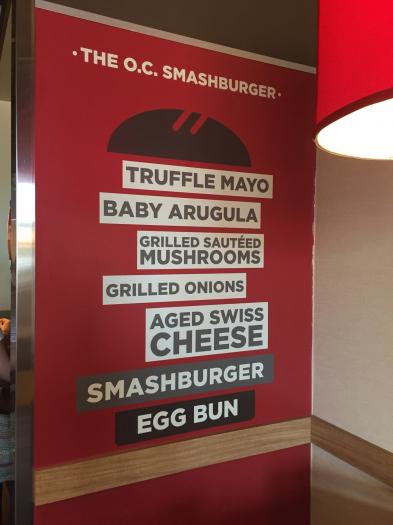 ·THE O.C. SMASHBURGER·
TRUFFLE MAYO
BABY ARUGULA
GRILLED SAUTÉED
MUSHROOMS
GRILLED ONIONS
AGED SWISS
CHEESE
SMASHBURGER
EGG BUN